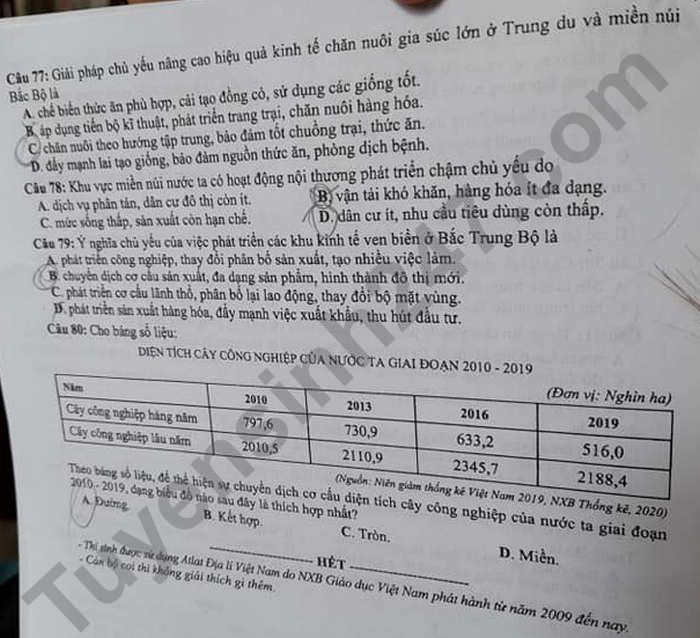 Câu 77: Giải pháp chủ yếu nâng cao hiệu quả kinh tế chăn nuôi gia súc lớn ở Trung du và miền núi
Bắc Bộ là
A. chế biến thức ăn phù hợp, cải tạo đồng cỏ, sử dụng các giống tốt.
B. áp dụng tiến bộ kĩ thuật, phát triển trang trại, chăn nuôi hàng hóa.
C. chăn nuôi theo hướng tập trung, bảo đảm tốt chuồng trại, thức ăn.
D. đẩy mạnh lai tạo giống, bảo đảm nguồn thức ăn, phòng dịch bệnh.
Câu 78: Khu vực miền núi nước ta có hoạt động nội thương phát triển chậm chủ yếu do
A. dịch vụ phân tán, dân cư đô thị còn ít. B. vận tải khó khăn, hàng hóa ít đa dạng.
C. mức sống thấp, sản xuất còn hạn chế. D. dân cư ít, nhu cầu tiêu dùng còn thấp.
Câu 79: Ý nghĩa chủ yếu của việc phát triển các khu kinh tế ven biển ở Bắc Trung Bộ là
A. phát triển công nghiệp, thay đổi phân bố sản xuất, tạo nhiều việc làm.
B. chuyển dịch cơ cấu sản xuất, đa dạng sản phẩm, hình thành đô thị mới.
C. phát triển cơ cấu lãnh thổ, phân bố lại lao động, thay đổi bộ mặt vùng.
D. phát triển sản xuất hàng hóa, đẩy mạnh việc xuất khẩu, thu hút đầu tư.
Câu 80: Cho bảng số liệu:
DIỆN TÍCH CÂY CÔNG NGHIỆP CỦA NƯỚC TA GIAI ĐOẠN 2010 - 2019
(Đơn vị: Nghìn ha)
Năm 2010 2013 2016 2019
Cây công nghiệp hàng năm 797,6 730,9 633,2 516,0
Cây công nghiệp lâu năm 2010,5 2110,9 2345,7 2188,4
(Nguồn: Niên giám thống kê Việt Nam 2019, NXB Thống kê, 2020)
Theo bảng số liệu, để thể hiện sự chuyển dịch cơ cấu diện tích cây công nghiệp của nước ta giai đoạn
2010 - 2019, dạng biểu đồ nào sau đây là thích hợp nhất?
A. Đường. B. Kết hợp. C. Tròn. D. Miền.
HẾT
- Thí sinh được sử dụng Atlat Địa lí Việt Nam do NXB Giáo dục Việt Nam phát hành từ năm 2009 đến nay.
- Cán bộ coi thi không giải thích gì thêm.
Tuyensinh247.com